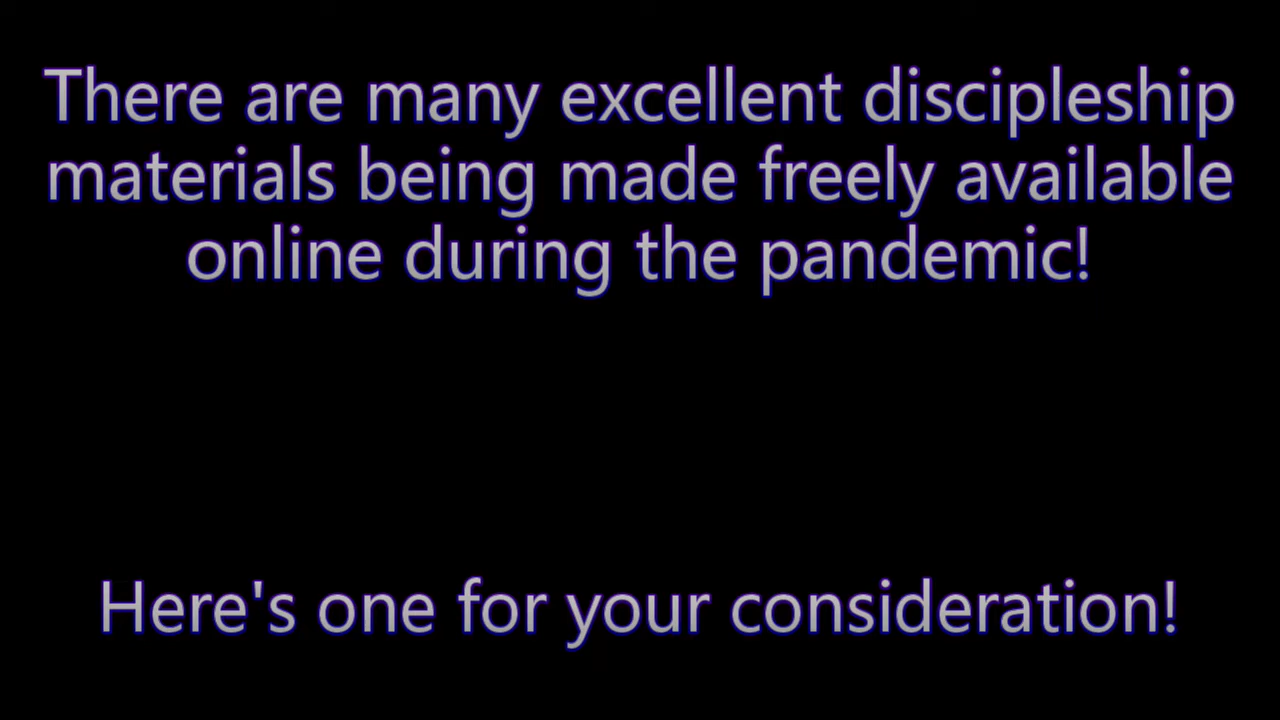 There are many excellent discipleship
materials being made freely available
online during the pandemic!
Here's one for your consideration!